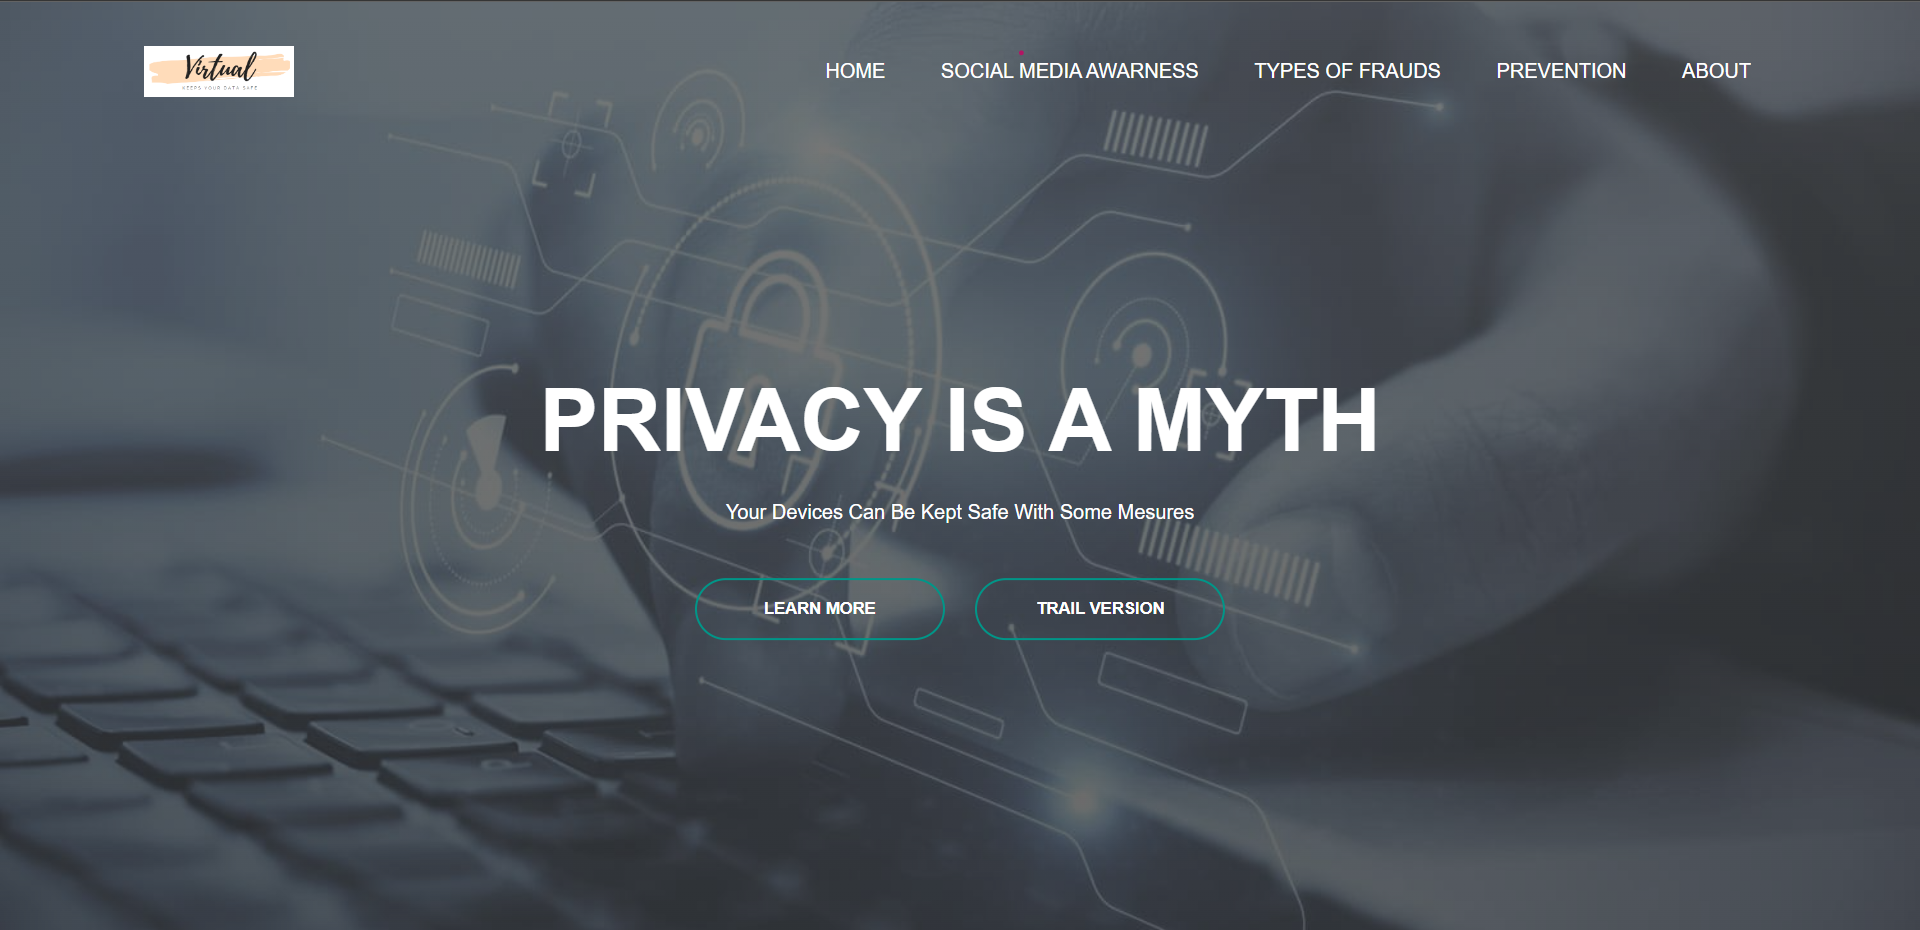 Virtual
KEEPS YOUR DATA SAFE
HOME
SOCIAL MEDIA AWARNESS
TYPES OF FRAUDS
PREVENTION
ABOUT
PRIVACY IS A MYTH
Your Devices Can Be Kept Safe With Some Mesures
LEARN MORE
TRAIL VERSION